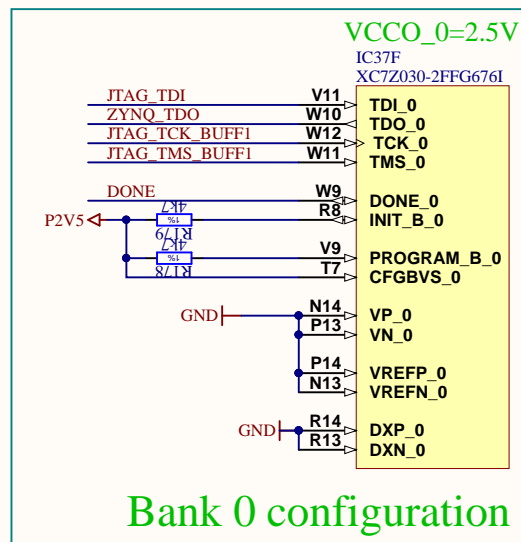 VCCO_0=2.5V
IC37F
XC7Z030-2FFG676I
JTAG_TDI V11 TDI_0
ZYNQ_TDO W10 TDO_0
JTAG_TCK_BUFF1 W12 TCK_0
JTAG_TMS_BUFF1 W11 TMS_0
DONE W9 DONE_0
4k7
P2V5 1% R8 INIT_B_0
R179
4k7
1% V9 PROGRAM_B_0
R178 T7 CFGBVS_0
GND N14 VP_0
P13 VN_0
P14 VREFP_0
N13 VREFN_0
GND R14 DXP_0
R13 DXN_0
Bank 0 configuration